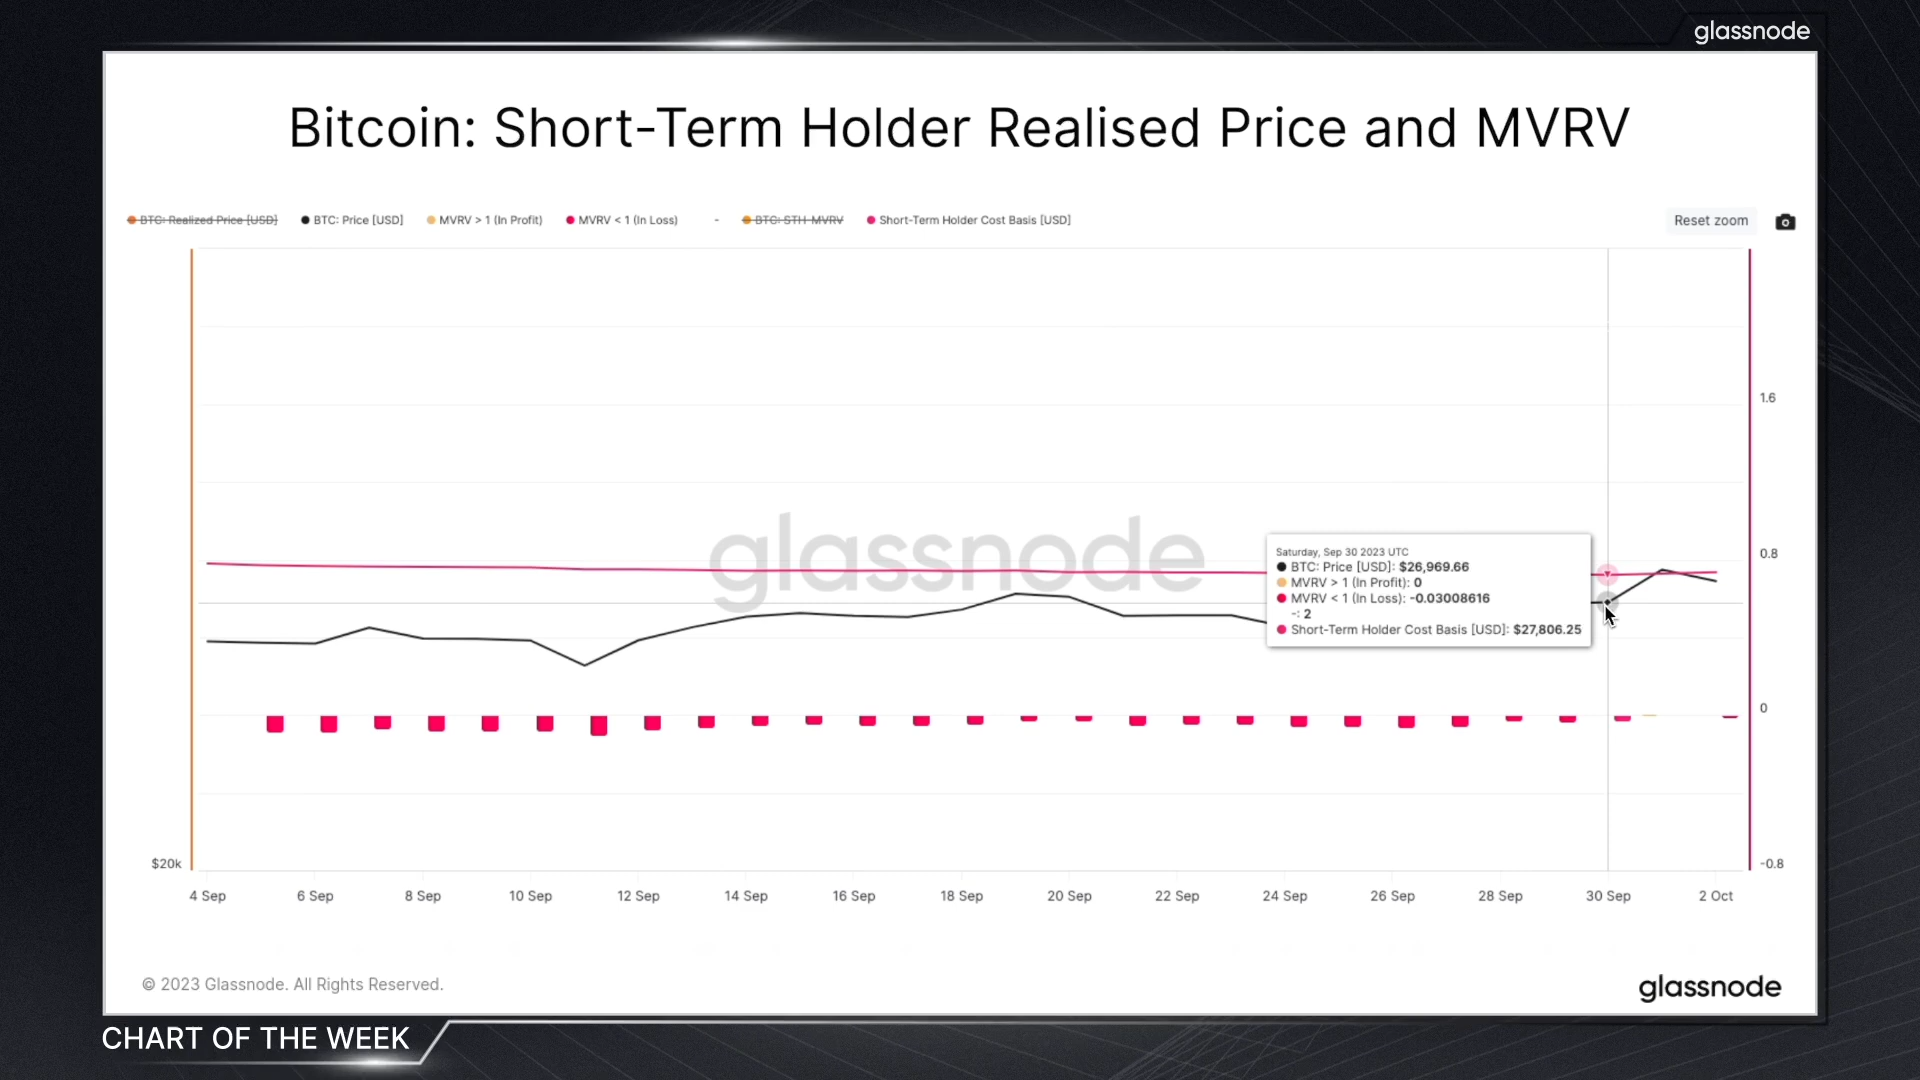 glassnode
Bitcoin: Short-Term Holder Realised Price and MVRV
BTC: Realized Price [USD] BTC: Price [USD] MVRV > 1 (In Profit) MVRV < 1 (In Loss) - BTC: STH-MVRV Short-Term Holder Cost Basis [USD] Reset zoom
1.6
glassnode
0.8
Saturday, Sep 30 2023 UTC
BTC: Price [USD]: $26,969.66
MVRV > 1 (In Profit): 0
MVRV < 1 (In Loss): -0.03008616
-: 2
Short-Term Holder Cost Basis [USD]: $27,806.25
0
$20k -0.8
4 Sep 6 Sep 8 Sep 10 Sep 12 Sep 14 Sep 16 Sep 18 Sep 20 Sep 22 Sep 24 Sep 26 Sep 28 Sep 30 Sep 2 Oct
© 2023 Glassnode. All Rights Reserved. glassnode
CHART OF THE WEEK